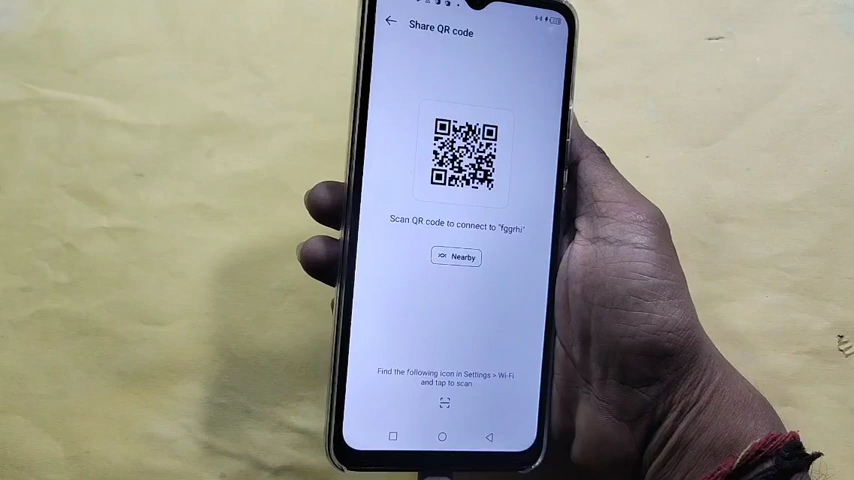 Share QR code
Scan QR code to connect to "fggrhi"
Nearby
Find the following icon in Settings > Wi-Fi
and tap to scan